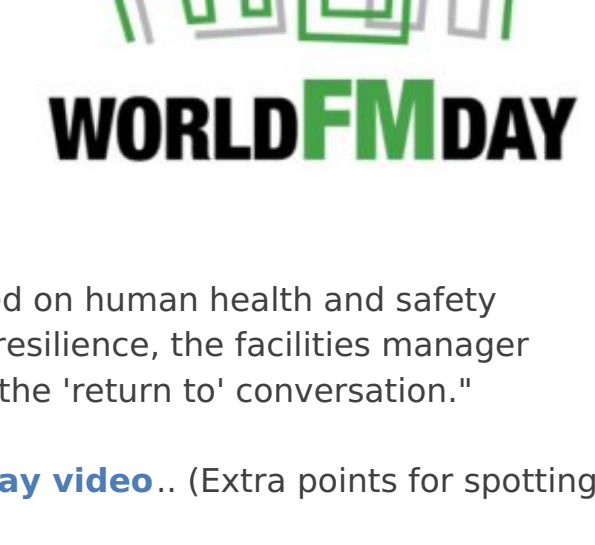 WORLDFMDAY
d on human health and safety
resilience, the facilities manager
the 'return to' conversation."
ay video.. (Extra points for spotting